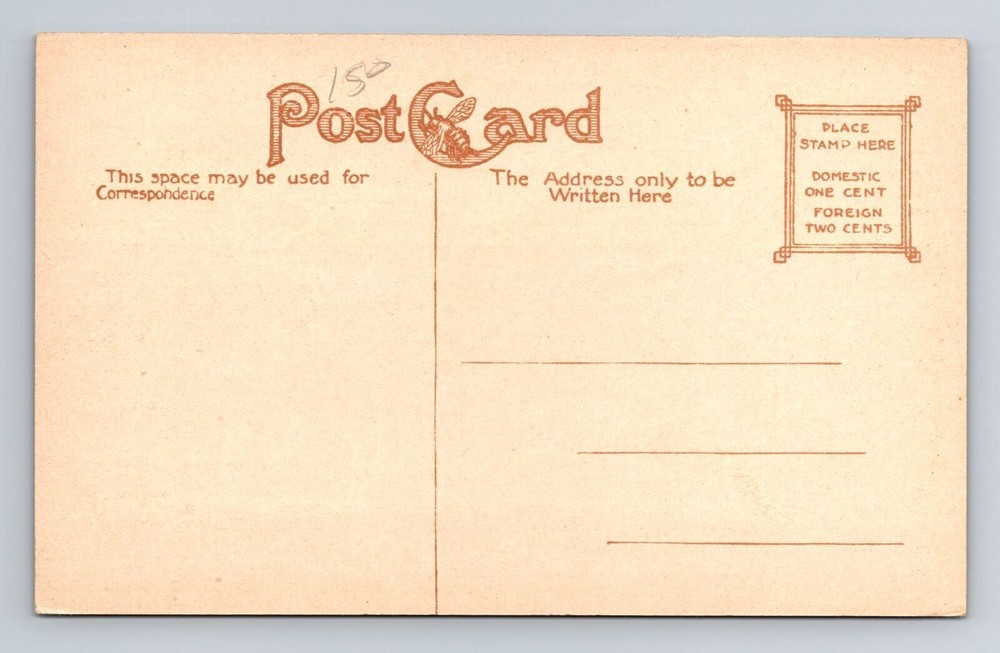 150
Post Card
This space may be used for
Correspondence
The Address only to be
Written Here
PLACE
STAMP HERE
DOMESTIC
ONE CENT
FOREIGN
TWO CENTS